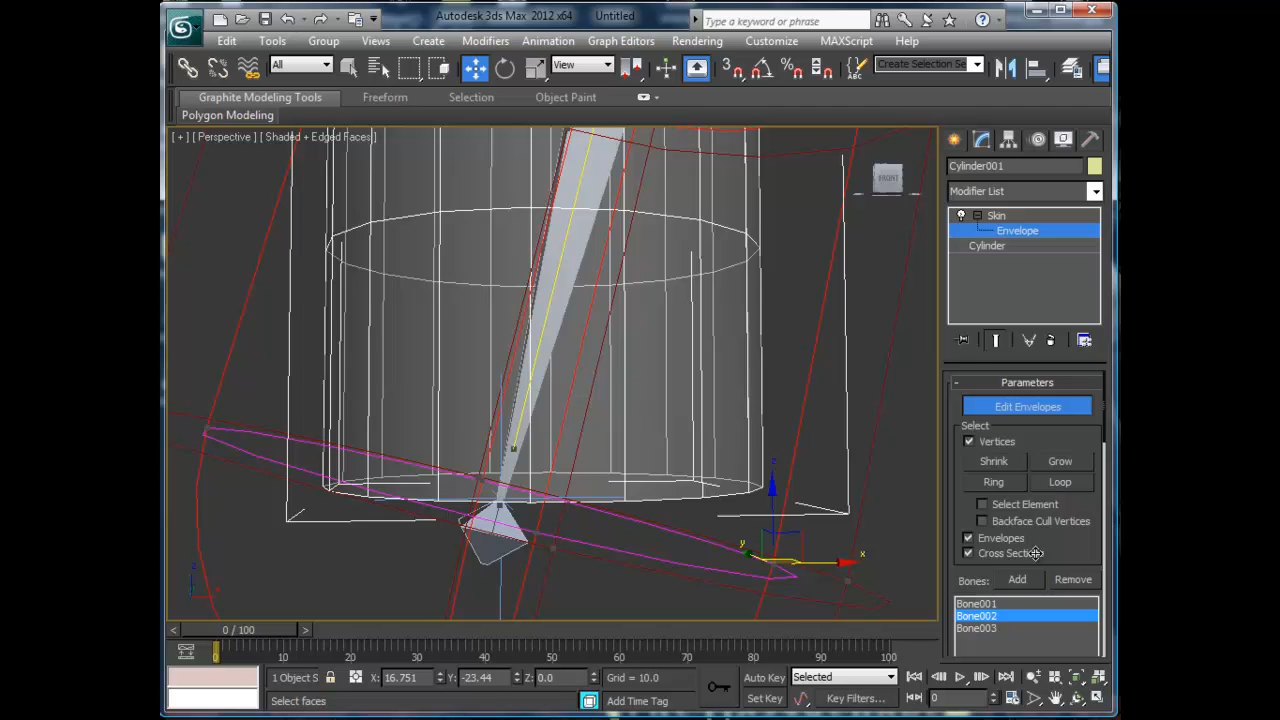 Autodesk 3ds Max 2012 x64 Untitled
Type a keyword or phrase
Edit Tools Group Views Create Modifiers Animation Graph Editors Rendering Customize MAXScript Help
All View 3 % ABC Create Selection Se
Graphite Modeling Tools Freeform Selection Object Paint
Polygon Modeling
[ + ] [ Perspective ] [ Shaded + Edged Faces ]
FRONT
Cylinder001
Modifier List
Skin
Envelope
Cylinder
- Parameters
Edit Envelopes
Select
Vertices
Shrink Grow
Ring Loop
Select Element
Backface Cull Vertices
Envelopes
Cross Sectio
Bones: Add Remove
Bone001
Bone002
Bone003
z
y x
z
x
< 0 / 100 >
0 10 20 30 40 50 60 70 80 90 100
1 Object S X: 16.751 Y: -23.44 Z: 0.0 Grid = 10.0 Auto Key Selected
Select faces Add Time Tag Set Key Key Filters... 0